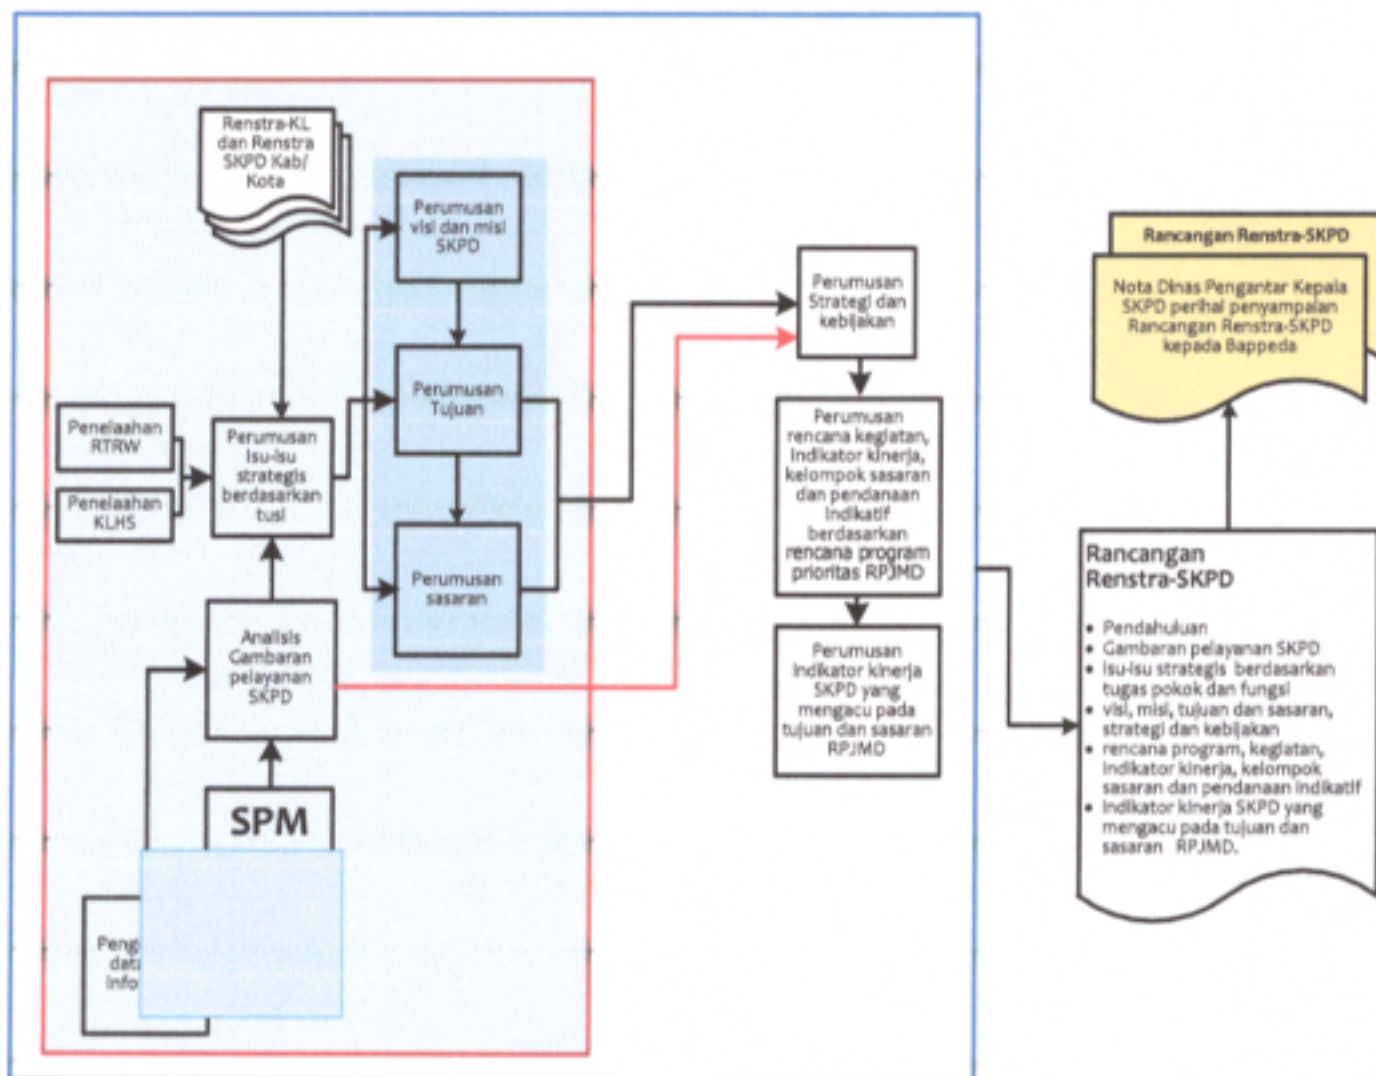 Renstra-KL
dan Renstra
SKPD Kab/
Kota
Perumusan
visi dan misi
SKPD
Perumusan
Tujuan
Perumusan
sasaran
Penelaahan
RTRW
Penelaahan
KLHS
Perumusan
Isu-isu
strategis
berdasarkan
tusi
Analisis
Gambaran
pelayanan
SKPD
SPM
data
Perumusan
Strategi dan
kebijakan
Perumusan
rencana kegiatan,
Indikator kinerja,
kelompok sasaran
dan pendanaan
Indikatif
berdasarkan
rencana program
prioritas RPJMD
Perumusan
Indikator kinerja
SKPD yang
mengacu pada
tujuan dan sasaran
RPJMD
Rancangan Renstra-SKPD
Nota Dinas Pengantar Kepala
SKPD perihal penyampaian
Rancangan Renstra-SKPD
kepada Bappeda
Rancangan
Renstra-SKPD
• Pendahuluan
• Gambaran pelayanan SKPD
• Isu-isu strategis berdasarkan
tugas pokok dan fungsi
• visi, misi, tujuan dan sasaran,
strategi dan kebijakan
• rencana program, kegiatan,
Indikator kinerja, kelompok
sasaran dan pendanaan indikatif
• Indikator kinerja SKPD yang
mengacu pada tujuan dan
sasaran RPJMD.